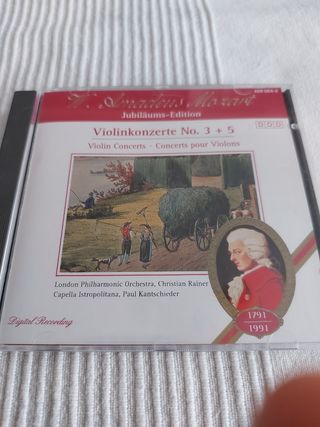 W. Amadeus Mozart
Jubiläums-Edition
Violinkonzerte No. 3 + 5
DDD
Violin Concerts · Concerts pour Violons
London Philharmonic Orchestra, Christian Rainer
Capella Istropolitana, Paul Kantschieder
Digital Recording
1791
1991